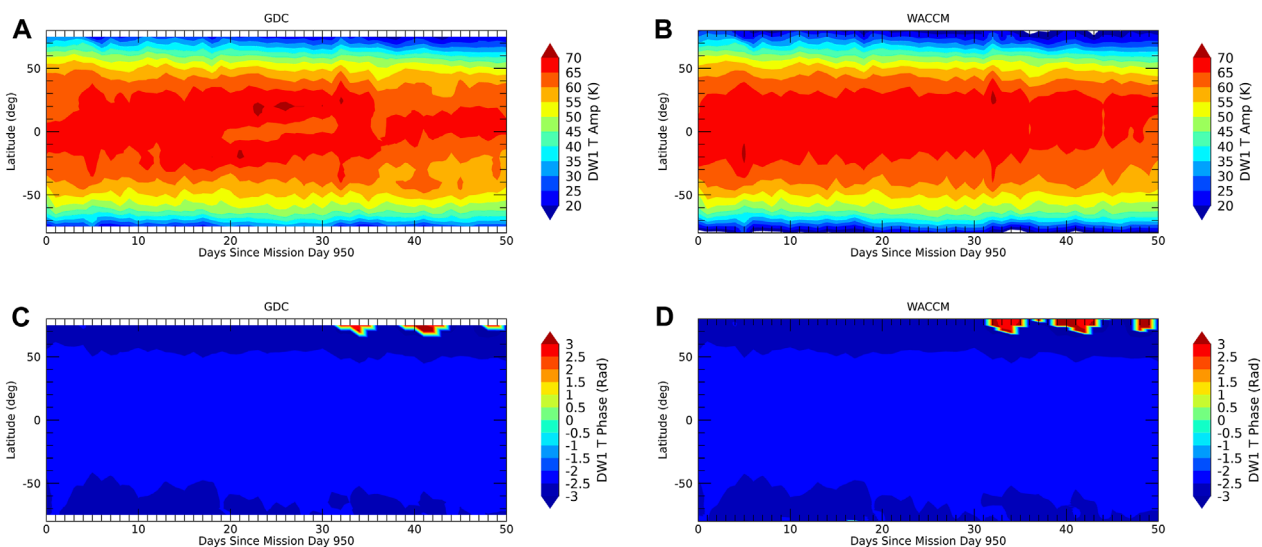 A
GDC
50
0
-50
Latitude (deg)
0 10 20 30 40 50
Days Since Mission Day 950
70
65
60
55
50
45
40
35
30
25
20
DW1 T Amp (K)
B
WACCM
50
0
-50
Latitude (deg)
0 10 20 30 40 50
Days Since Mission Day 950
70
65
60
55
50
45
40
35
30
25
20
DW1 T Amp (K)
C
GDC
50
0
-50
Latitude (deg)
0 10 20 30 40 50
Days Since Mission Day 950
3
2.5
2
1.5
1
0.5
0
-0.5
-1
-1.5
-2
-2.5
-3
DW1 T Phase (Rad)
D
WACCM
50
0
-50
Latitude (deg)
0 10 20 30 40 50
Days Since Mission Day 950
3
2.5
2
1.5
1
0.5
0
-0.5
-1
-1.5
-2
-2.5
-3
DW1 T Phase (Rad)